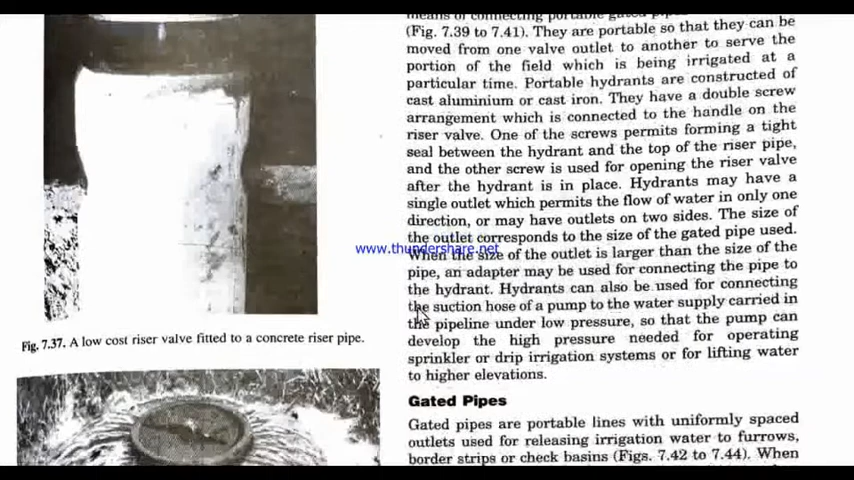 means of connecting portable gated
(Fig. 7.39 to 7.41). They are portable so that they can be
moved from one valve outlet to another to serve the
portion of the field which is being irrigated at a
particular time. Portable hydrants are constructed of
cast aluminium or cast iron. They have a double screw
arrangement which is connected to the handle on the
riser valve. One of the screws permits forming a tight
seal between the hydrant and the top of the riser pipe,
and the other screw is used for opening the riser valve
after the hydrant is in place. Hydrants may have a
single outlet which permits the flow of water in only one
direction, or may have outlets on two sides. The size of
the outlet corresponds to the size of the gated pipe used.
www.thundershare.net
When the size of the outlet is larger than the size of the
pipe, an adapter may be used for connecting the pipe to
the hydrant. Hydrants can also be used for connecting
the suction hose of a pump to the water supply carried in
the pipeline under low pressure, so that the pump can
develop the high pressure needed for operating
sprinkler or drip irrigation systems or for lifting water
to higher elevations.
Gated Pipes
Gated pipes are portable lines with uniformly spaced
outlets used for releasing irrigation water to furrows,
border strips or check basins (Figs. 7.42 to 7.44). When
Fig. 7.37. A low cost riser valve fitted to a concrete riser pipe.